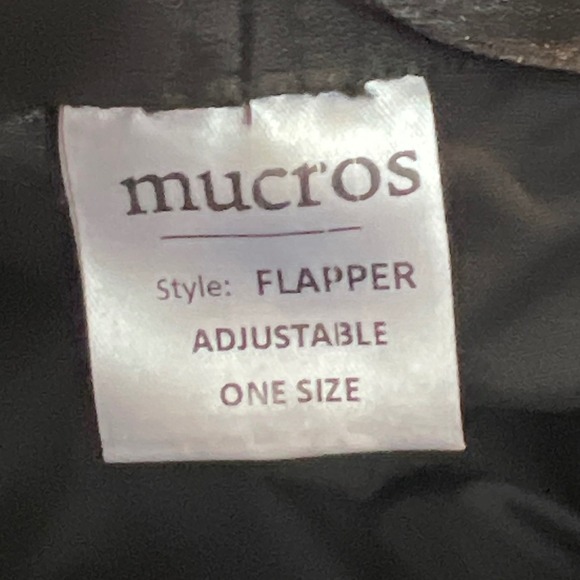 mucros
Style: FLAPPER
ADJUSTABLE
ONE SIZE